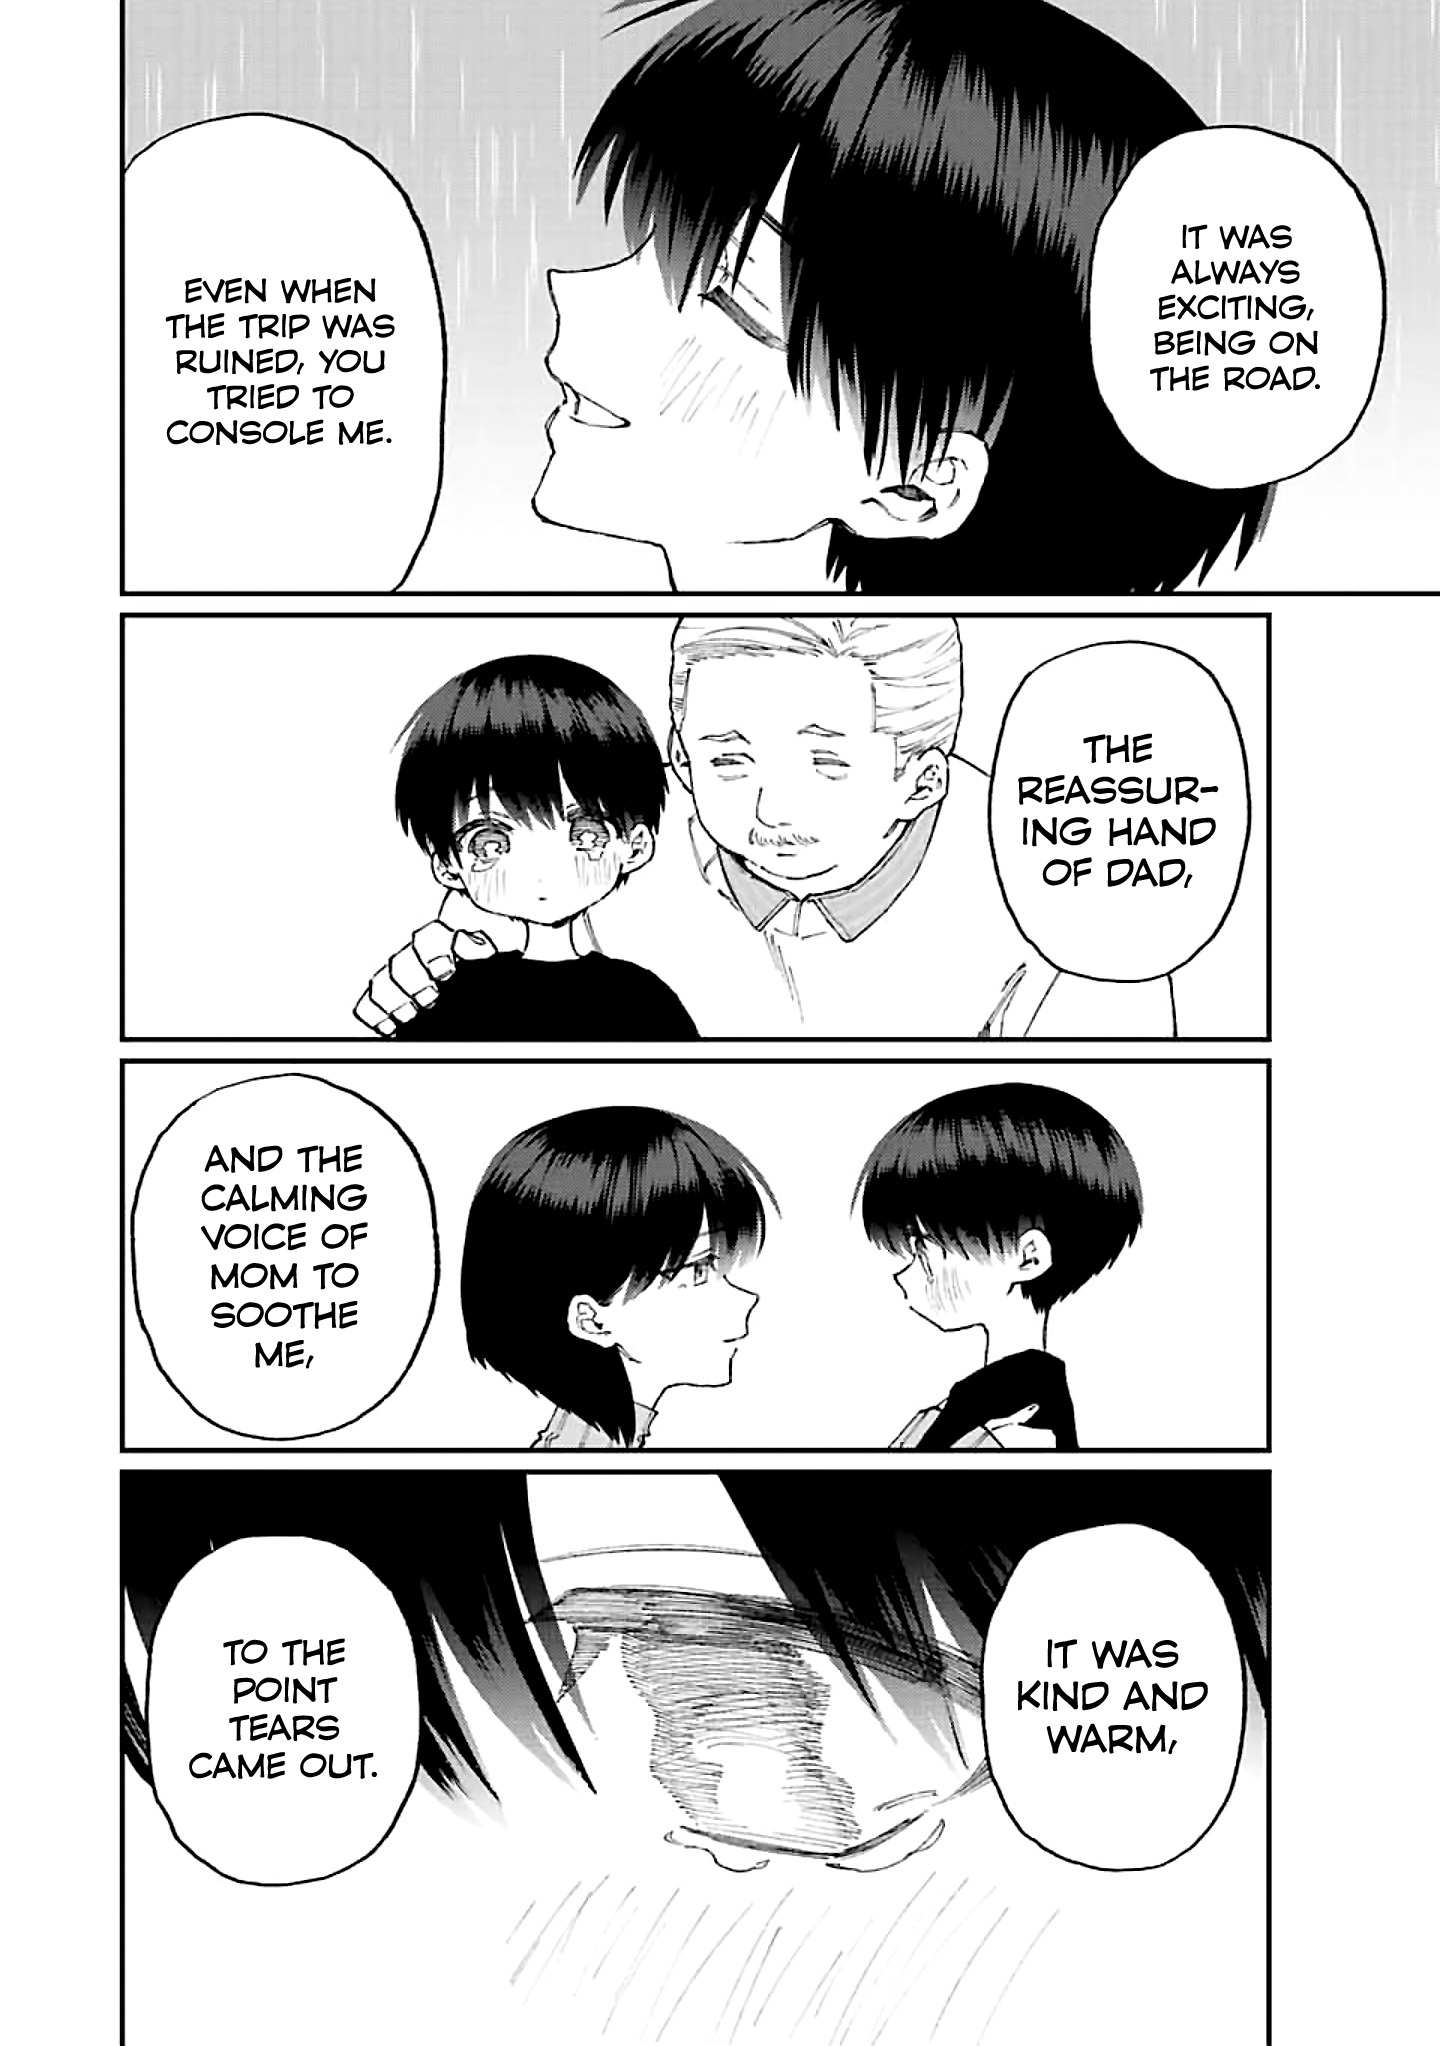 IT WAS
ALWAYS
EXCITING,
BEING ON
THE ROAD.
EVEN WHEN
THE TRIP WAS
RUINED, YOU
TRIED TO
CONSOLE ME.
THE
REASSUR-
ING HAND
OF DAD,
AND THE
CALMING
VOICE OF
MOM TO
SOOTHE
ME,
IT WAS
KIND AND
WARM,
TO THE
POINT
TEARS
CAME OUT.